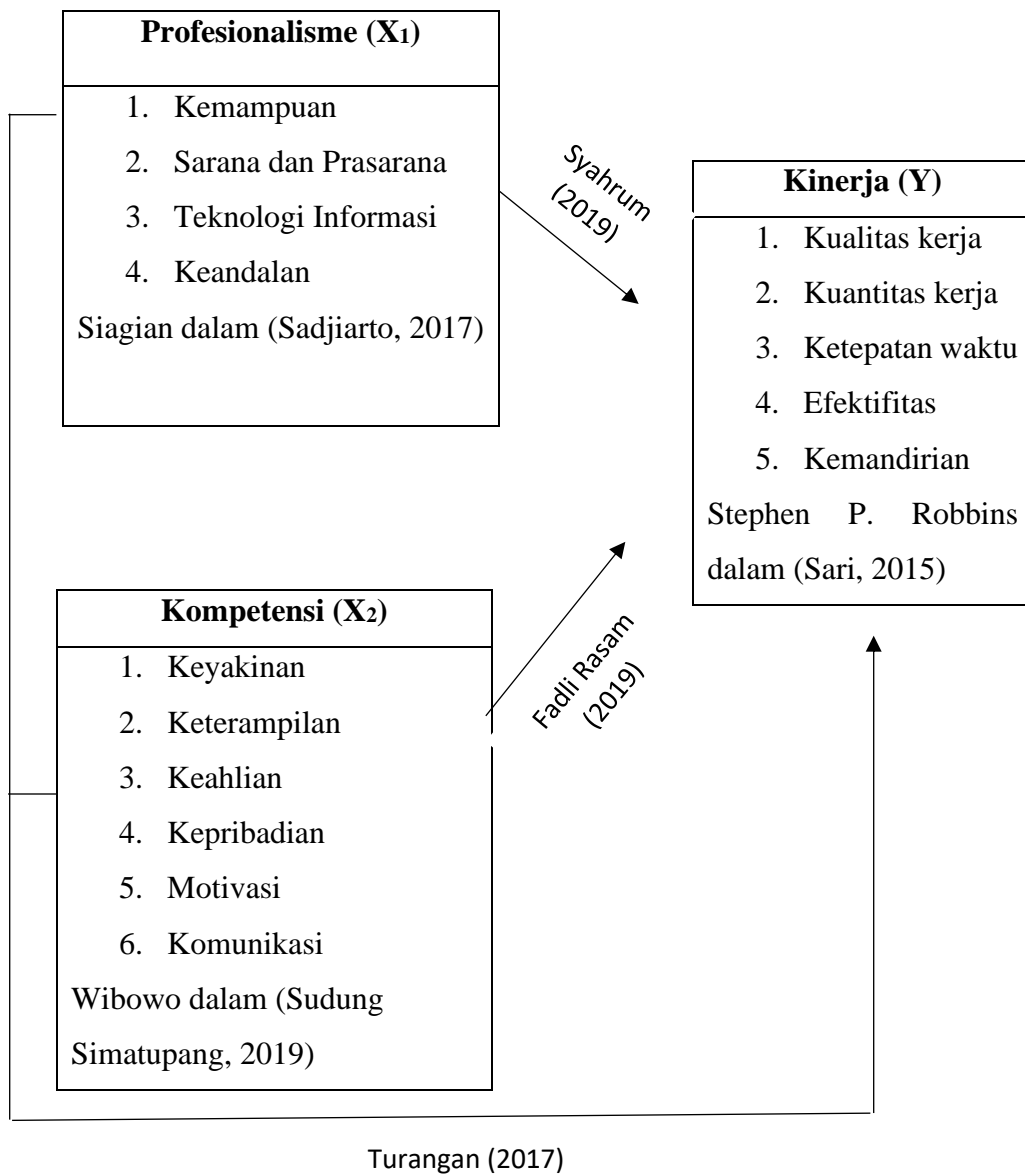 Profesionalisme (X1)
1. Kemampuan
2. Sarana dan Prasarana
3. Teknologi Informasi
4. Keandalan
Siagian dalam (Sadjiarto, 2017)
Syahrum
(2019)
Kinerja (Y)
1. Kualitas kerja
2. Kuantitas kerja
3. Ketepatan waktu
4. Efektifitas
5. Kemandirian
Stephen P. Robbins
dalam (Sari, 2015)
Kompetensi (X2)
1. Keyakinan
2. Keterampilan
3. Keahlian
4. Kepribadian
5. Motivasi
6. Komunikasi
Wibowo dalam (Sudung
Simatupang, 2019)
Fadli Rasam
(2019)
Turangan (2017)